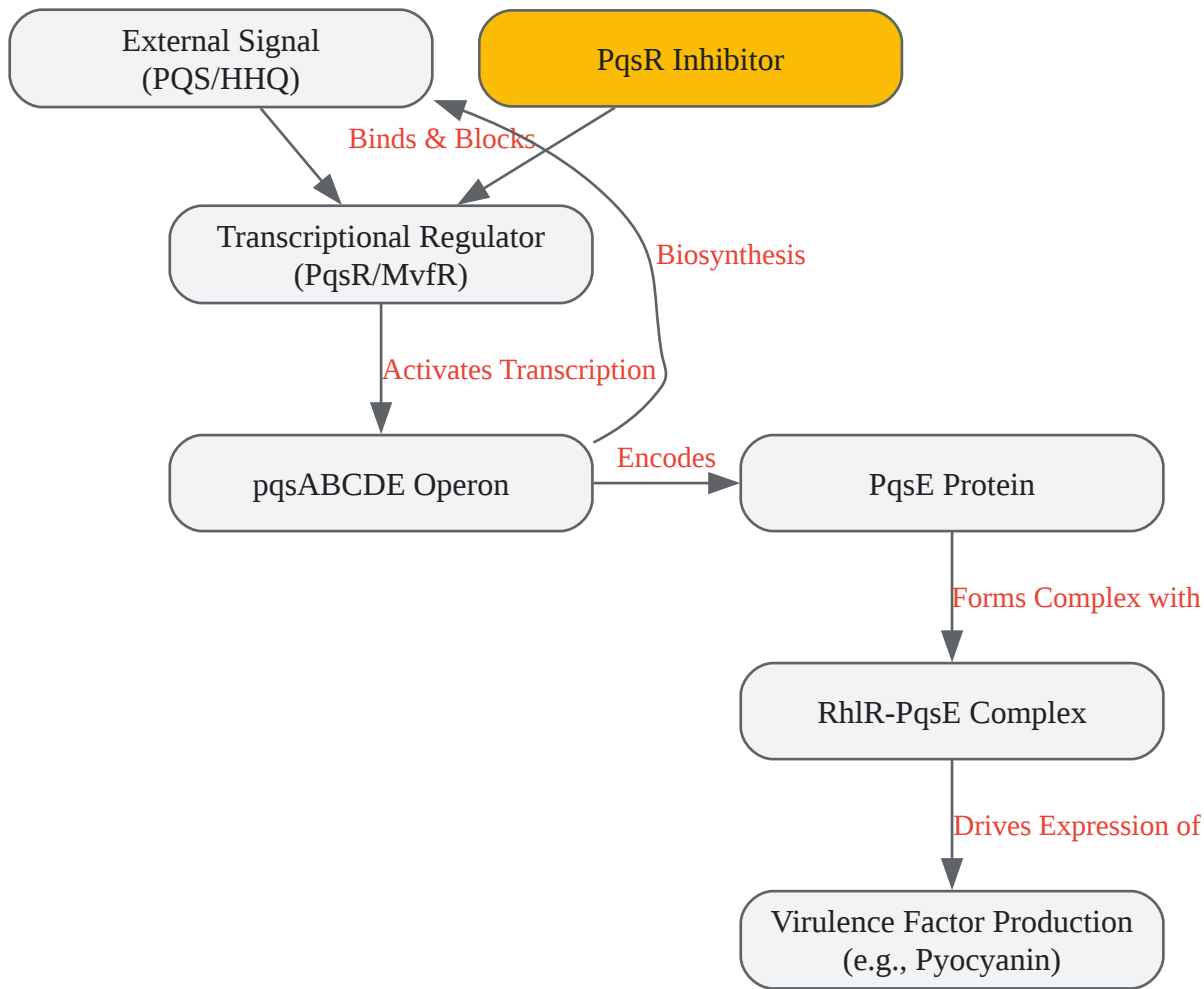 External Signal
(PQS/HHQ)
PqsR Inhibitor
Binds & Blocks
Transcriptional Regulator
(PqsR/MvfR)
Biosynthesis
Activates Transcription
pqsABCDE Operon
Encodes
PqsE Protein
Forms Complex with
RhlR-PqsE Complex
Drives Expression of
Virulence Factor Production
(e.g., Pyocyanin)